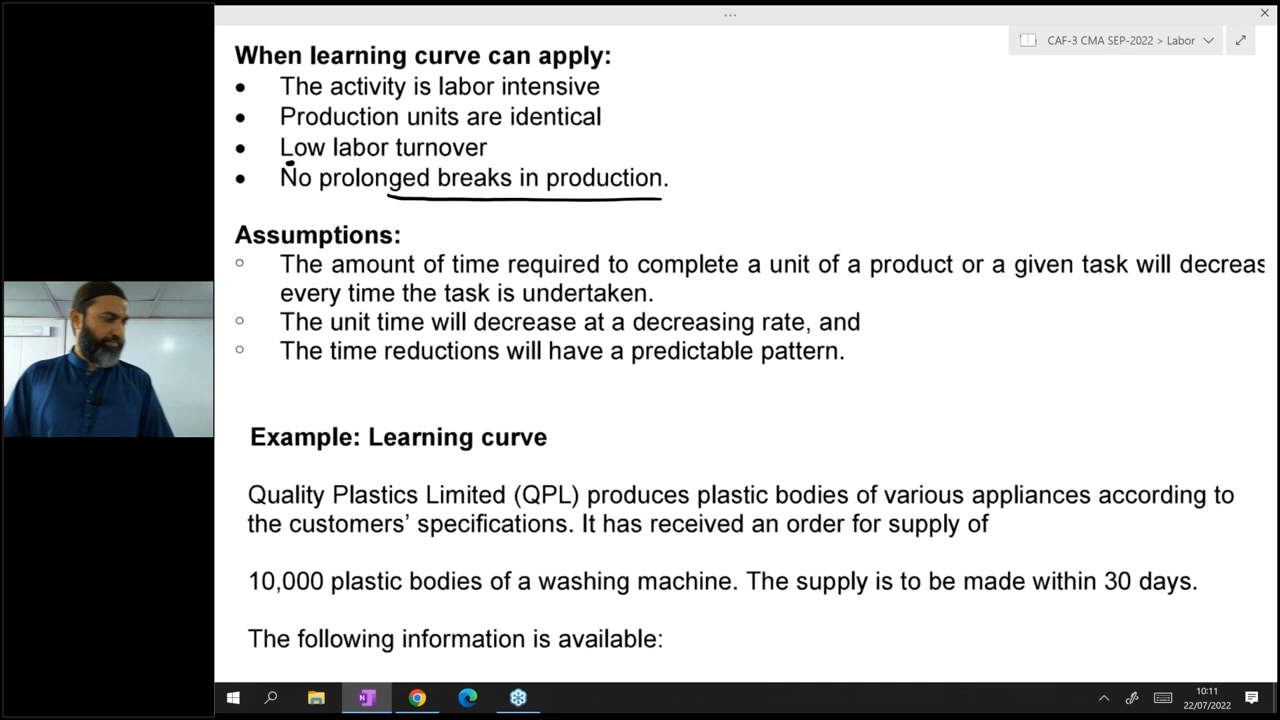 CAF-3 CMA SEP-2022 > Labor
When learning curve can apply:
• The activity is labor intensive
• Production units are identical
• Low labor turnover
• No prolonged breaks in production.
Assumptions:
○ The amount of time required to complete a unit of a product or a given task will decreas
every time the task is undertaken.
○ The unit time will decrease at a decreasing rate, and
○ The time reductions will have a predictable pattern.
Example: Learning curve
Quality Plastics Limited (QPL) produces plastic bodies of various appliances according to
the customers' specifications. It has received an order for supply of
10,000 plastic bodies of a washing machine. The supply is to be made within 30 days.
The following information is available:
10:11
22/07/2022